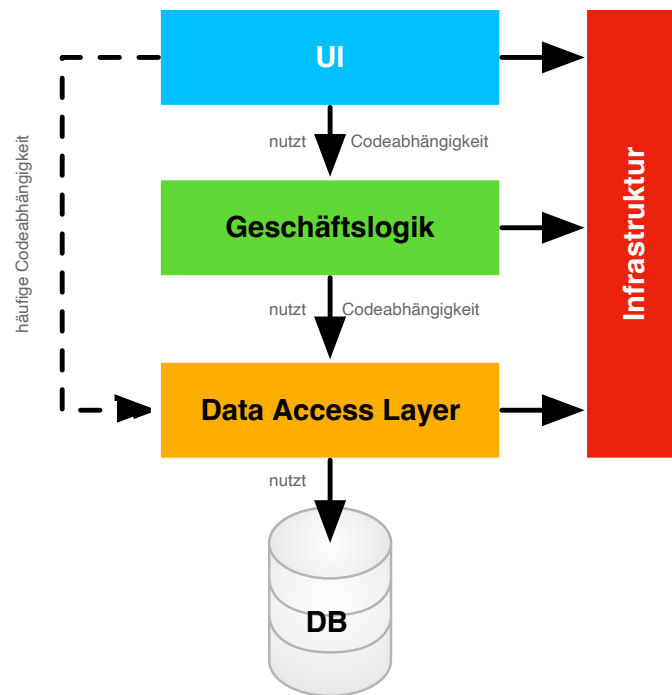 UI
nutzt Codeabhängigkeit
häufige Codeabhängigkeit
Geschäftslogik
Infrastruktur
nutzt Codeabhängigkeit
Data Access Layer
nutzt
DB